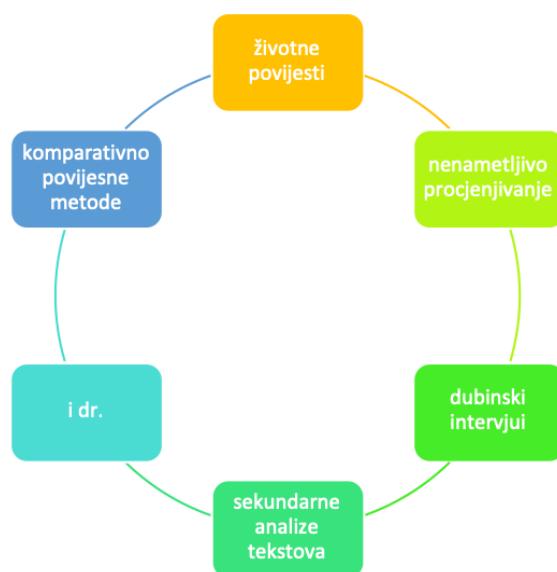 životne
povijesti
nenametljivo
procjenjivanje
dubinski
intervjui
sekundarne
analize
tekstova
i dr.
komparativno
povijesne
metode